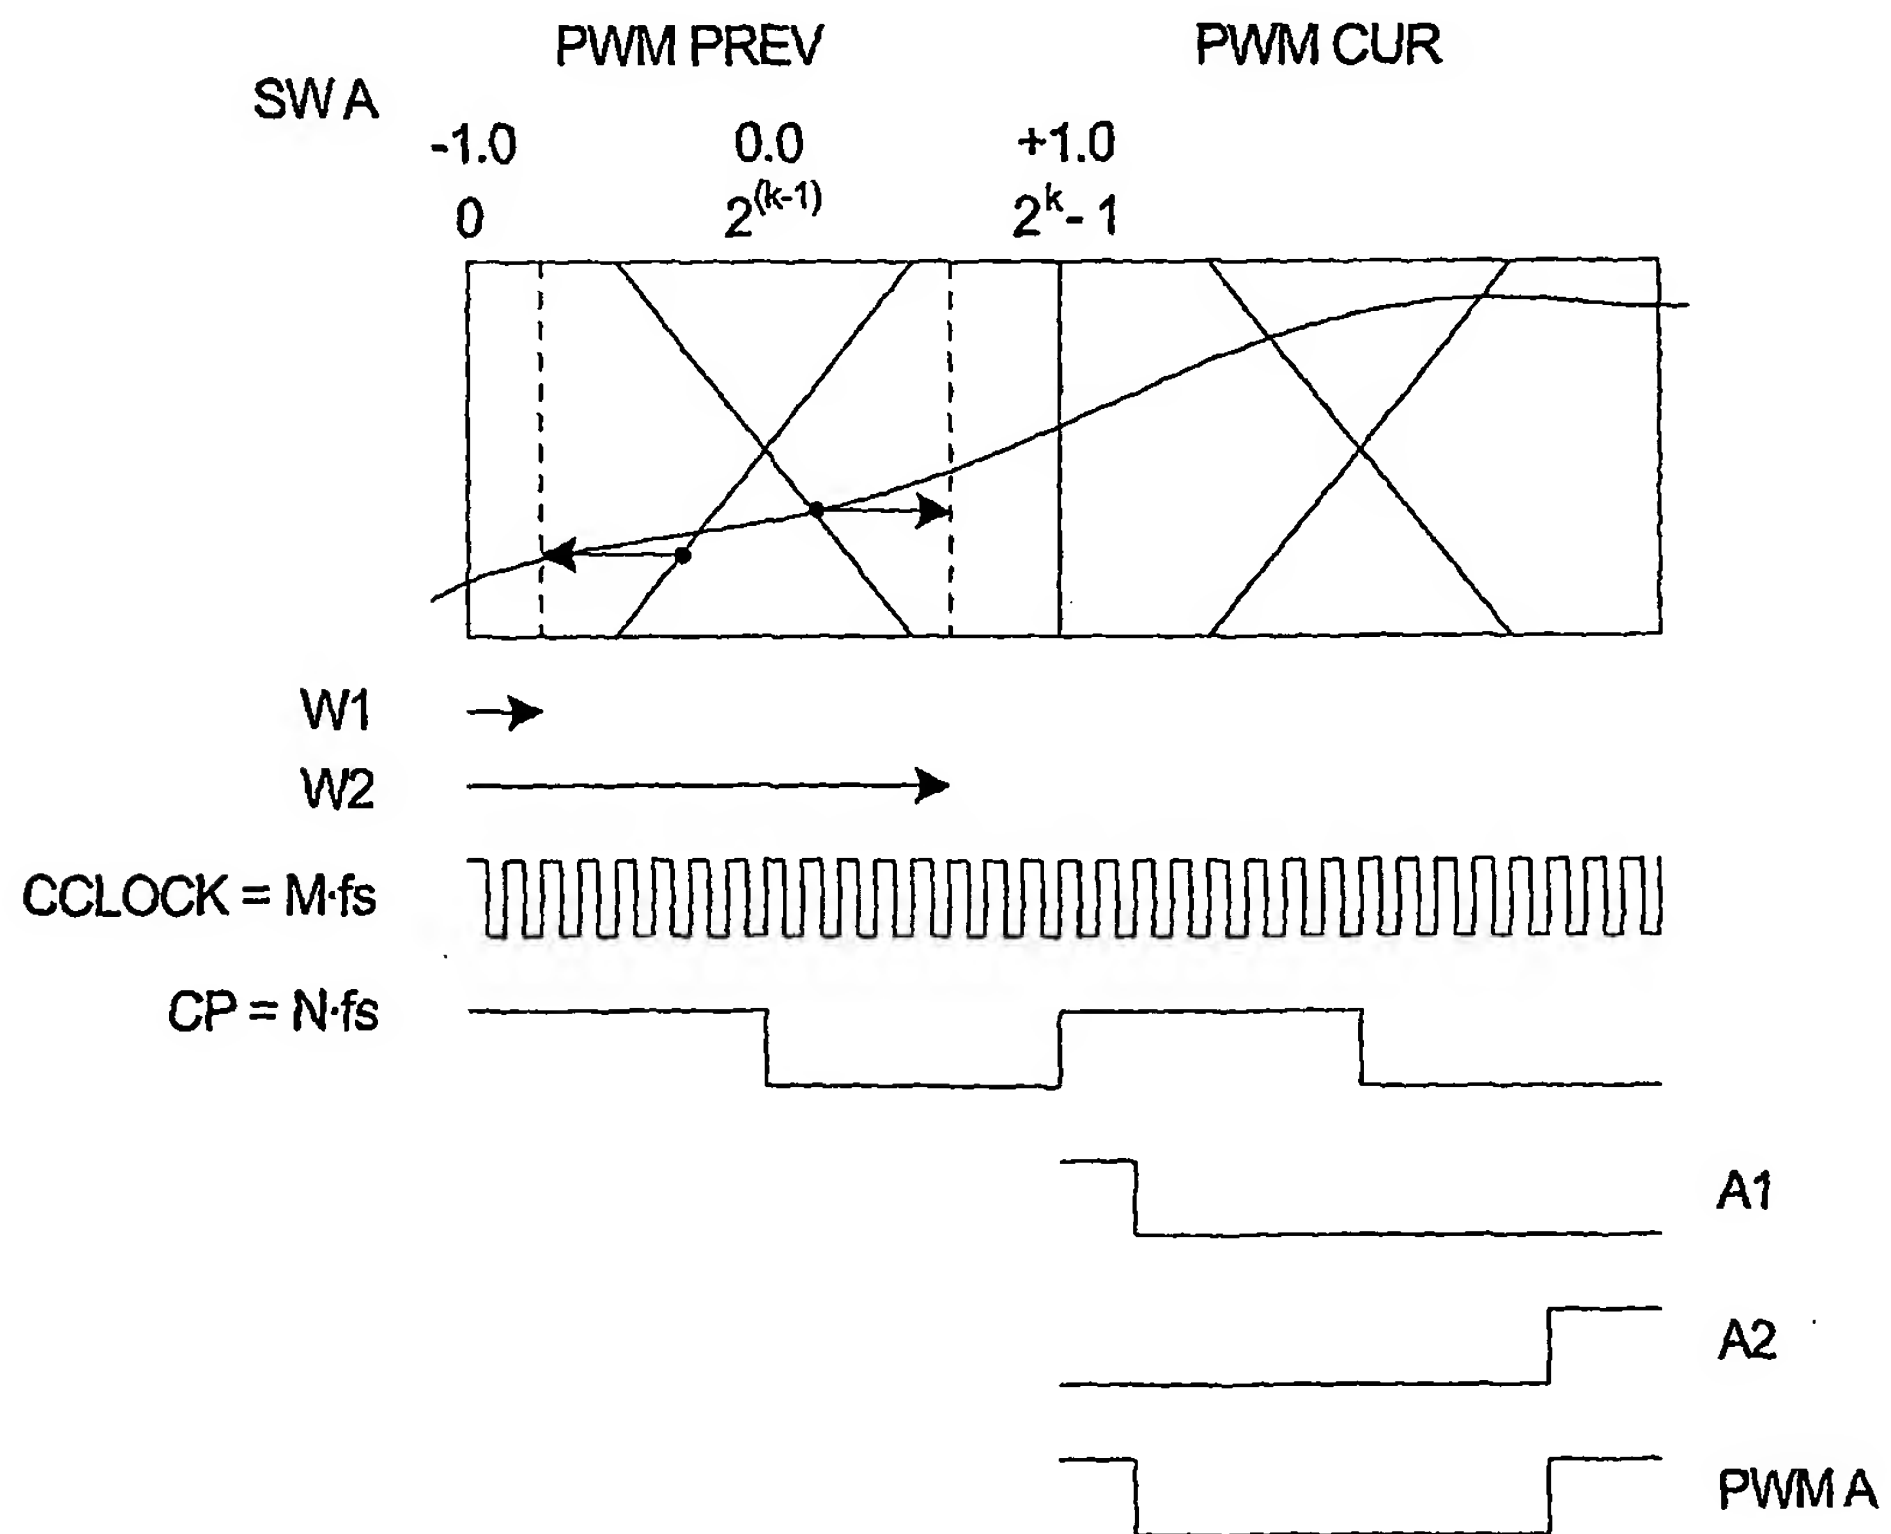 PWM PREV PWM CUR
SW A
-1.0 0.0 +1.0
0 2^(k-1) 2^k - 1
W1
W2
CCLOCK = M·fs
CP = N·fs
A1
A2
PWM A